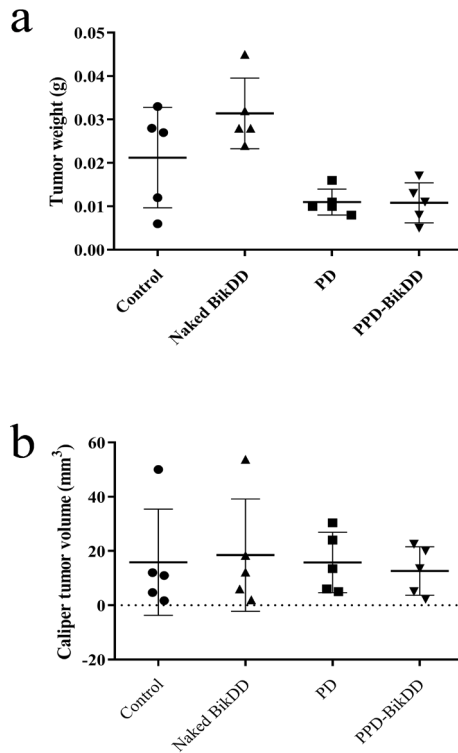 a
Tumor weight (g)
0.05
0.04
0.03
0.02
0.01
0.00
Control
Naked BikDD
PD
PPD-BikDD
b
Caliper tumor volume (mm³)
60
40
20
0
-20
Control
Naked BikDD
PD
PPD-BikDD